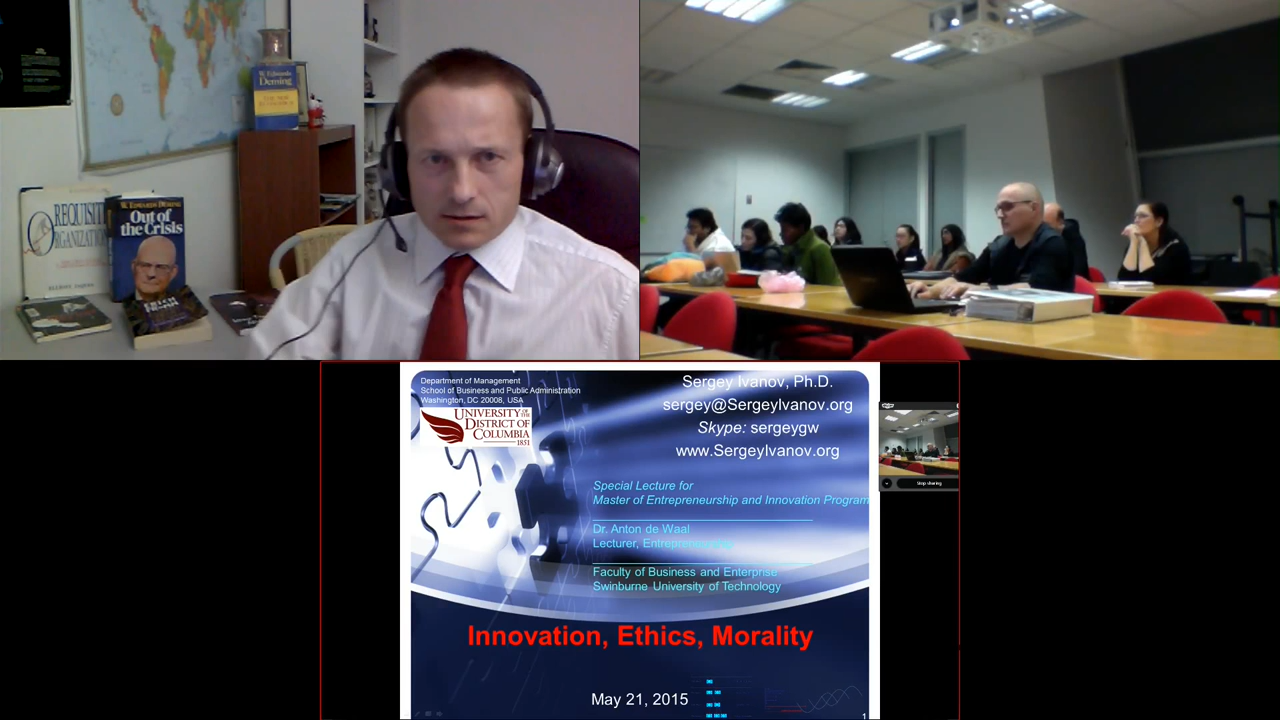 W. Edwards
Deming
REQUISITE
ORGANIZATION
W. EDWARDS DEMING
Out of
the Crisis
Department of Management
School of Business and Public Administration
Washington, DC 20008, USA
UNIVERSITY OF THE
DISTRICT OF
COLUMBIA
1851
Sergey Ivanov, Ph.D.
sergey@SergeyIvanov.org
Skype: sergeygw
www.SergeyIvanov.org
Special Lecture for
Master of Entrepreneurship and Innovation Program
Dr. Anton de Waal
Lecturer, Entrepreneurship
Faculty of Business and Enterprise
Swinburne University of Technology
Innovation, Ethics, Morality
May 21, 2015
1
Stop sharing